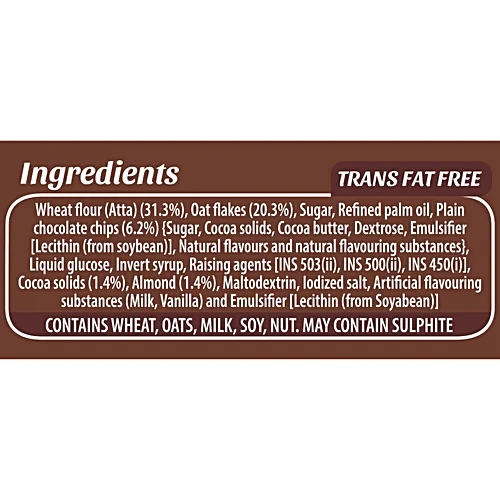 Ingredients
TRANS FAT FREE
Wheat flour (Atta) (31.3%), Oat flakes (20.3%), Sugar, Refined palm oil, Plain
chocolate chips (6.2%) {Sugar, Cocoa solids, Cocoa butter, Dextrose, Emulsifier
[Lecithin (from soybean)], Natural flavours and natural flavouring substances},
Liquid glucose, Invert syrup, Raising agents [INS 503(ii), INS 500(ii), INS 450(i)],
Cocoa solids (1.4%), Almond (1.4%), Maltodextrin, Iodized salt, Artificial flavouring
substances (Milk, Vanilla) and Emulsifier [Lecithin (from Soyabean)]
CONTAINS WHEAT, OATS, MILK, SOY, NUT. MAY CONTAIN SULPHITE